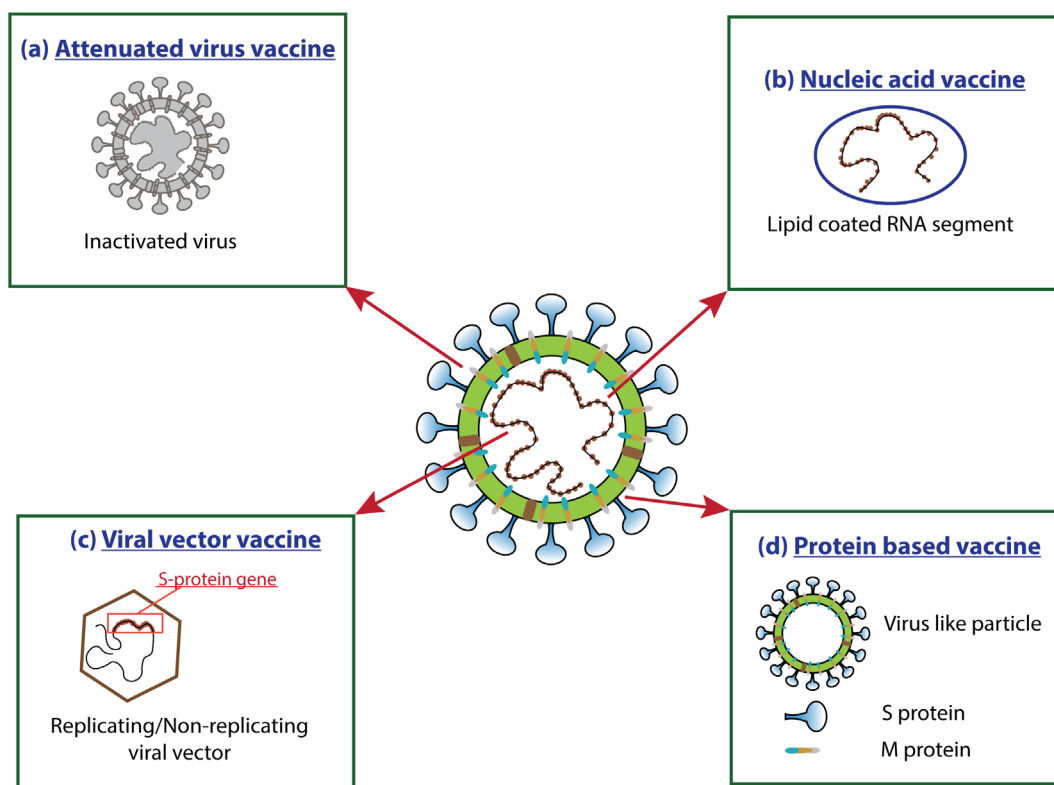 (a) Attenuated virus vaccine
Inactivated virus
(b) Nucleic acid vaccine
Lipid coated RNA segment
(c) Viral vector vaccine
S-protein gene
Replicating/Non-replicating
viral vector
(d) Protein based vaccine
Virus like particle
S protein
M protein